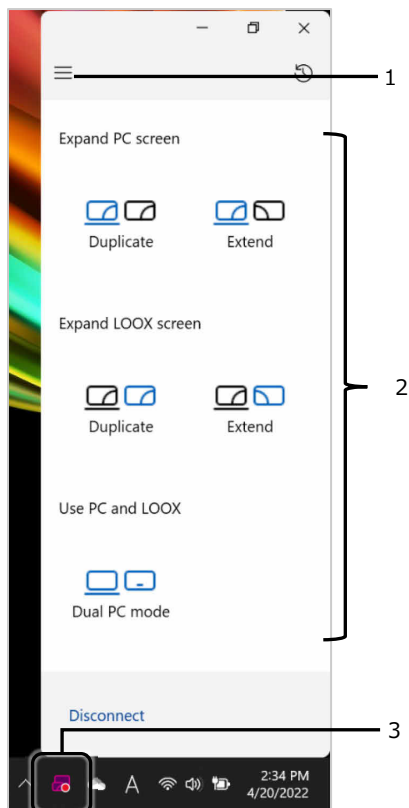 1
Expand PC screen
Duplicate Extend
Expand LOOX screen
2
Duplicate Extend
Use PC and LOOX
Dual PC mode
Disconnect
3
A 2:34 PM
4/20/2022